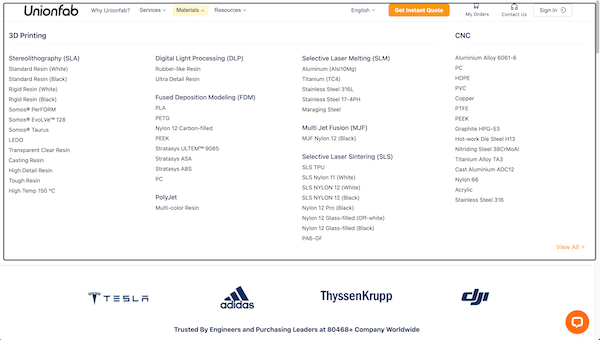 Unionfab
Why Unionfab?
Services
Materials
Resources
English
Get Instant Quote
My Orders
Contact Us
Sign In
3D Printing
Stereolithography (SLA)
Standard Resin (White)
Standard Resin (Black)
Rigid Resin (White)
Rigid Resin (Black)
Somos® PerFORM
Somos® EvoLVe™ 128
Somos® Taurus
LEDO
Transparent Clear Resin
Casting Resin
High Detail Resin
Tough Resin
High Temp 150 °C
Digital Light Processing (DLP)
Rubber-like Resin
Ultra Detail Resin
Fused Deposition Modeling (FDM)
PLA
PETG
Nylon 12 Carbon-filled
PEEK
Stratasys ULTEM™ 9085
Stratasys ASA
Stratasys ABS
PC
PolyJet
Multi-color Resin
Selective Laser Melting (SLM)
Aluminum (Alsi10Mg)
Titanium (TC4)
Stainless Steel 316L
Stainless Steel 17-4PH
Maraging Steel
Multi Jet Fusion (MJF)
MJF Nylon 12 (Black)
Selective Laser Sintering (SLS)
SLS TPU
SLS Nylon 11 (White)
SLS NYLON 12 (White)
SLS NYLON 12 (Black)
Nylon 12 Pro (Black)
Nylon 12 Glass-filled (Off-white)
Nylon 12 Glass-filled (Black)
PA6-GF
CNC
Aluminium Alloy 6061-6
PC
HDPE
PVC
Copper
PTFE
PEEK
Graphite HPG-53
Hot-work Die Steel H13
Nitriding Steel 38CrMoAl
Titanium Alloy TA3
Cast Aluminium ADC12
Nylon 66
Acrylic
Stainless Steel 316
View All >
TESLA
adidas
ThyssenKrupp
dji
Trusted By Engineers and Purchasing Leaders at 80468+ Company Worldwide